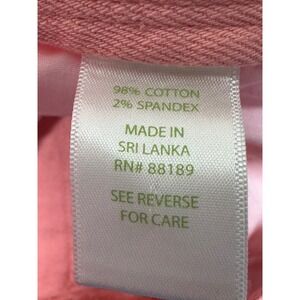 98% COTTON
2% SPANDEX
MADE IN
SRI LANKA
RN# 88189
SEE REVERSE
FOR CARE